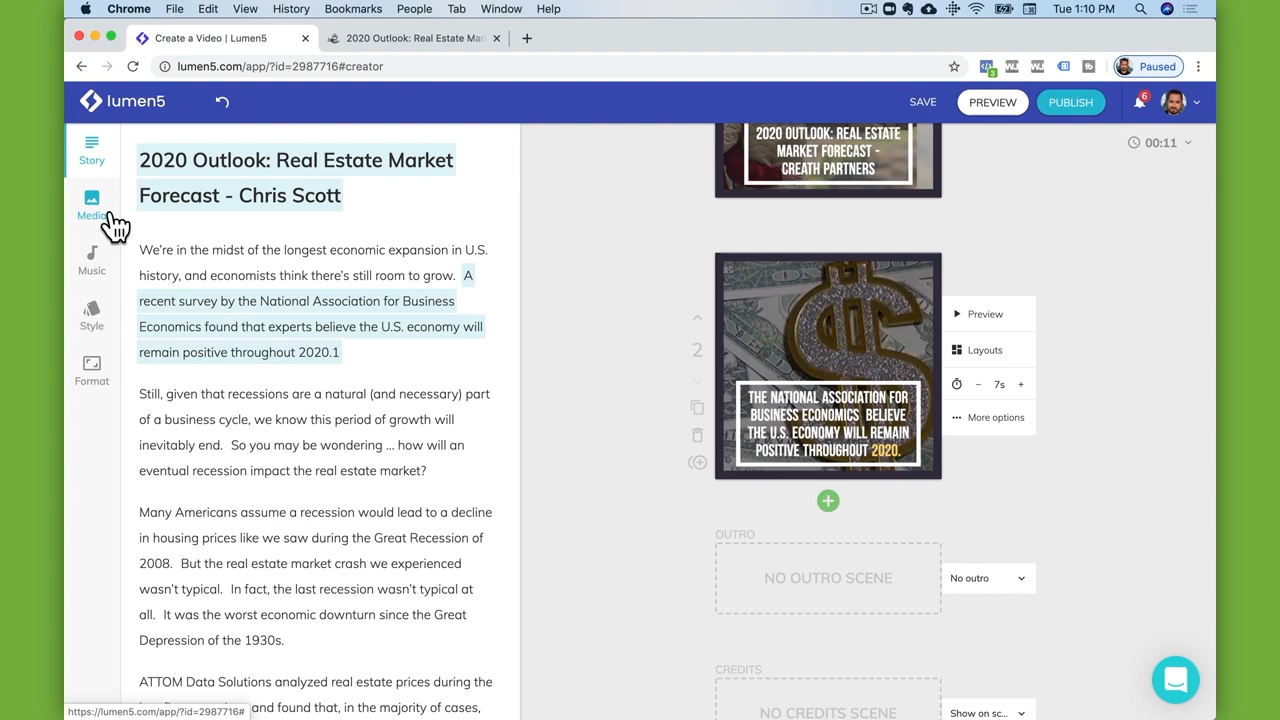 Chrome File Edit View History Bookmarks People Tab Window Help Tue 1:10 PM
Create a Video | Lumen5 2020 Outlook: Real Estate Mar
lumen5.com/app/?id=2987716#creator Paused
3
lumen5 SAVE PREVIEW PUBLISH 6
Story
Media
Music
Style
Format
2020 Outlook: Real Estate Market
Forecast - Chris Scott
We're in the midst of the longest economic expansion in U.S.
history, and economists think there's still room to grow. A
recent survey by the National Association for Business
Economics found that experts believe the U.S. economy will
remain positive throughout 2020.1
Still, given that recessions are a natural (and necessary) part
of a business cycle, we know this period of growth will
inevitably end. So you may be wondering ... how will an
eventual recession impact the real estate market?
Many Americans assume a recession would lead to a decline
in housing prices like we saw during the Great Recession of
2008. But the real estate market crash we experienced
wasn't typical. In fact, the last recession wasn't typical at
all. It was the worst economic downturn since the Great
Depression of the 1930s.
ATTOM Data Solutions analyzed real estate prices during the
and found that, in the majority of cases,
https://lumen5.com/app/?id=2987716#
2020 OUTLOOK: REAL ESTATE
MARKET FORECAST -
CREATH PARTNERS
00:11
2
THE NATIONAL ASSOCIATION FOR
BUSINESS ECONOMICS BELIEVE
THE U.S. ECONOMY WILL REMAIN
POSITIVE THROUGHOUT 2020.
Preview
Layouts
− 7s +
More options
OUTRO
NO OUTRO SCENE
No outro
CREDITS
NO CREDITS SCENE
Show on sc...